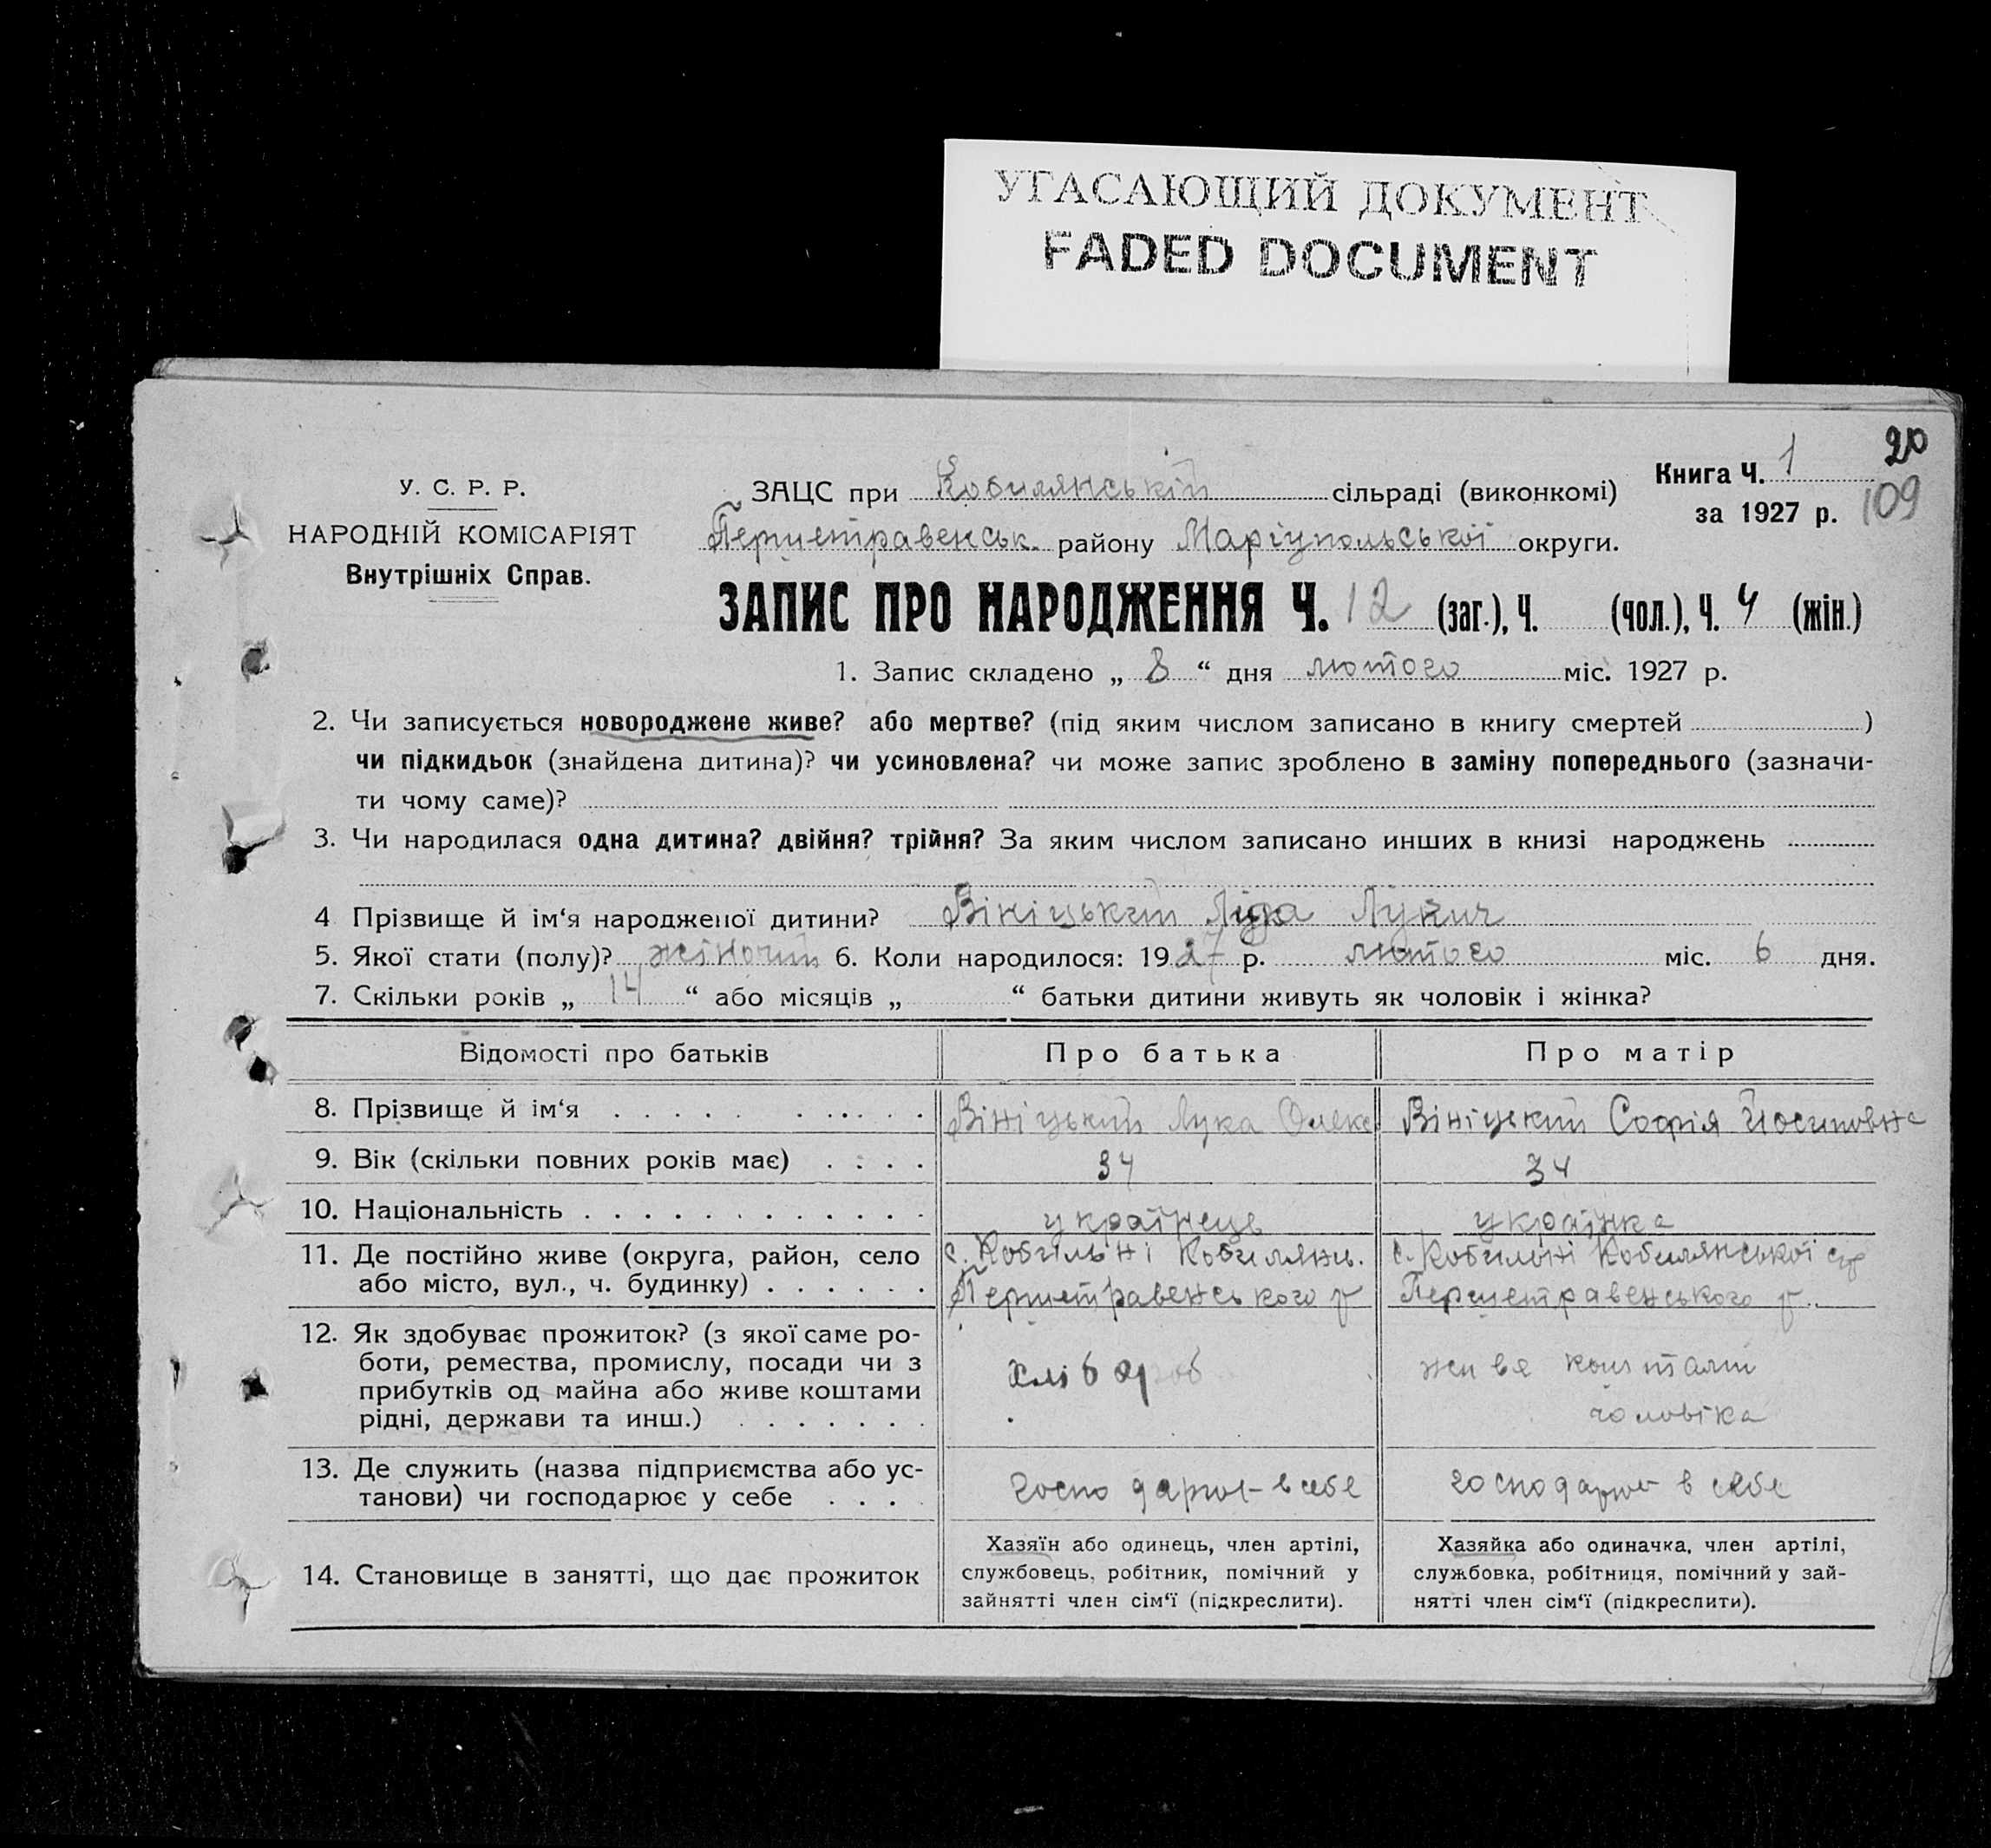 УГАСАЮЩИЙ ДОКУМЕНТ
FADED DOCUMENT
20
У. С. Р. Р.
НАРОДНІЙ КОМІСАРІЯТ
Внутрішніх Справ.
ЗАЦС при Кобилянській сільраді (виконкомі)
Книга Ч. 1
Першетравенськ. району Маріупольської округи.
за 1927 р. 109
ЗАПИС ПРО НАРОДЖЕННЯ Ч. 12 (заг.), Ч. (чол.), Ч. 4 (жін.)
1. Запис складено „ 8 “ дня лютого міс. 1927 р.
2. Чи записується новороджене живе? або мертве? (під яким числом записано в книгу смертей )
чи підкидьок (знайдена дитина)? чи усиновлена? чи може запис зроблено в заміну попереднього (зазначи-
ти чому саме)?
3. Чи народилася одна дитина? двійня? трійня? За яким числом записано инших в книзі народжень
4 Прізвище й ім‘я народженої дитини? Вініцький Ліда Лукич
5. Якої стати (полу)? жіночий 6. Коли народилося: 1927 р. лютого міс. 6 дня.
7. Скільки років „ 14 “ або місяців „ “ батьки дитини живуть як чоловік і жінка?
Відомості про батьків Про батька Про матір
8. Прізвище й ім‘я Вініцький Лука Олекс Вініцький Софія Йосиповна
9. Вік (скільки повних років має) 34 34
10. Національність українець українка
11. Де постійно живе (округа, район, село с. Кобильні Кобилянс. с. Кобильні Кобилянської
або місто, вул., ч. будинку) Першетравенського р Першетравенського р.
12. Як здобуває прожиток? (з якої саме ро-
боти, ремества, промислу, посади чи з хлібороб живе коштами
прибутків од майна або живе коштами
рідні, держави та инш.) чоловіка
13. Де служить (назва підприємства або ус- господарює в себе господарює в себе
танови) чи господарює у себе
Хазяїн або одинець, член артілі, Хазяйка або одиначка, член артілі,
14. Становище в занятті, що дає прожиток службовець, робітник, помічний у службовка, робітниця, помічний у зай-
зайнятті член сім‘ї (підкреслити). нятті член сім‘ї (підкреслити).